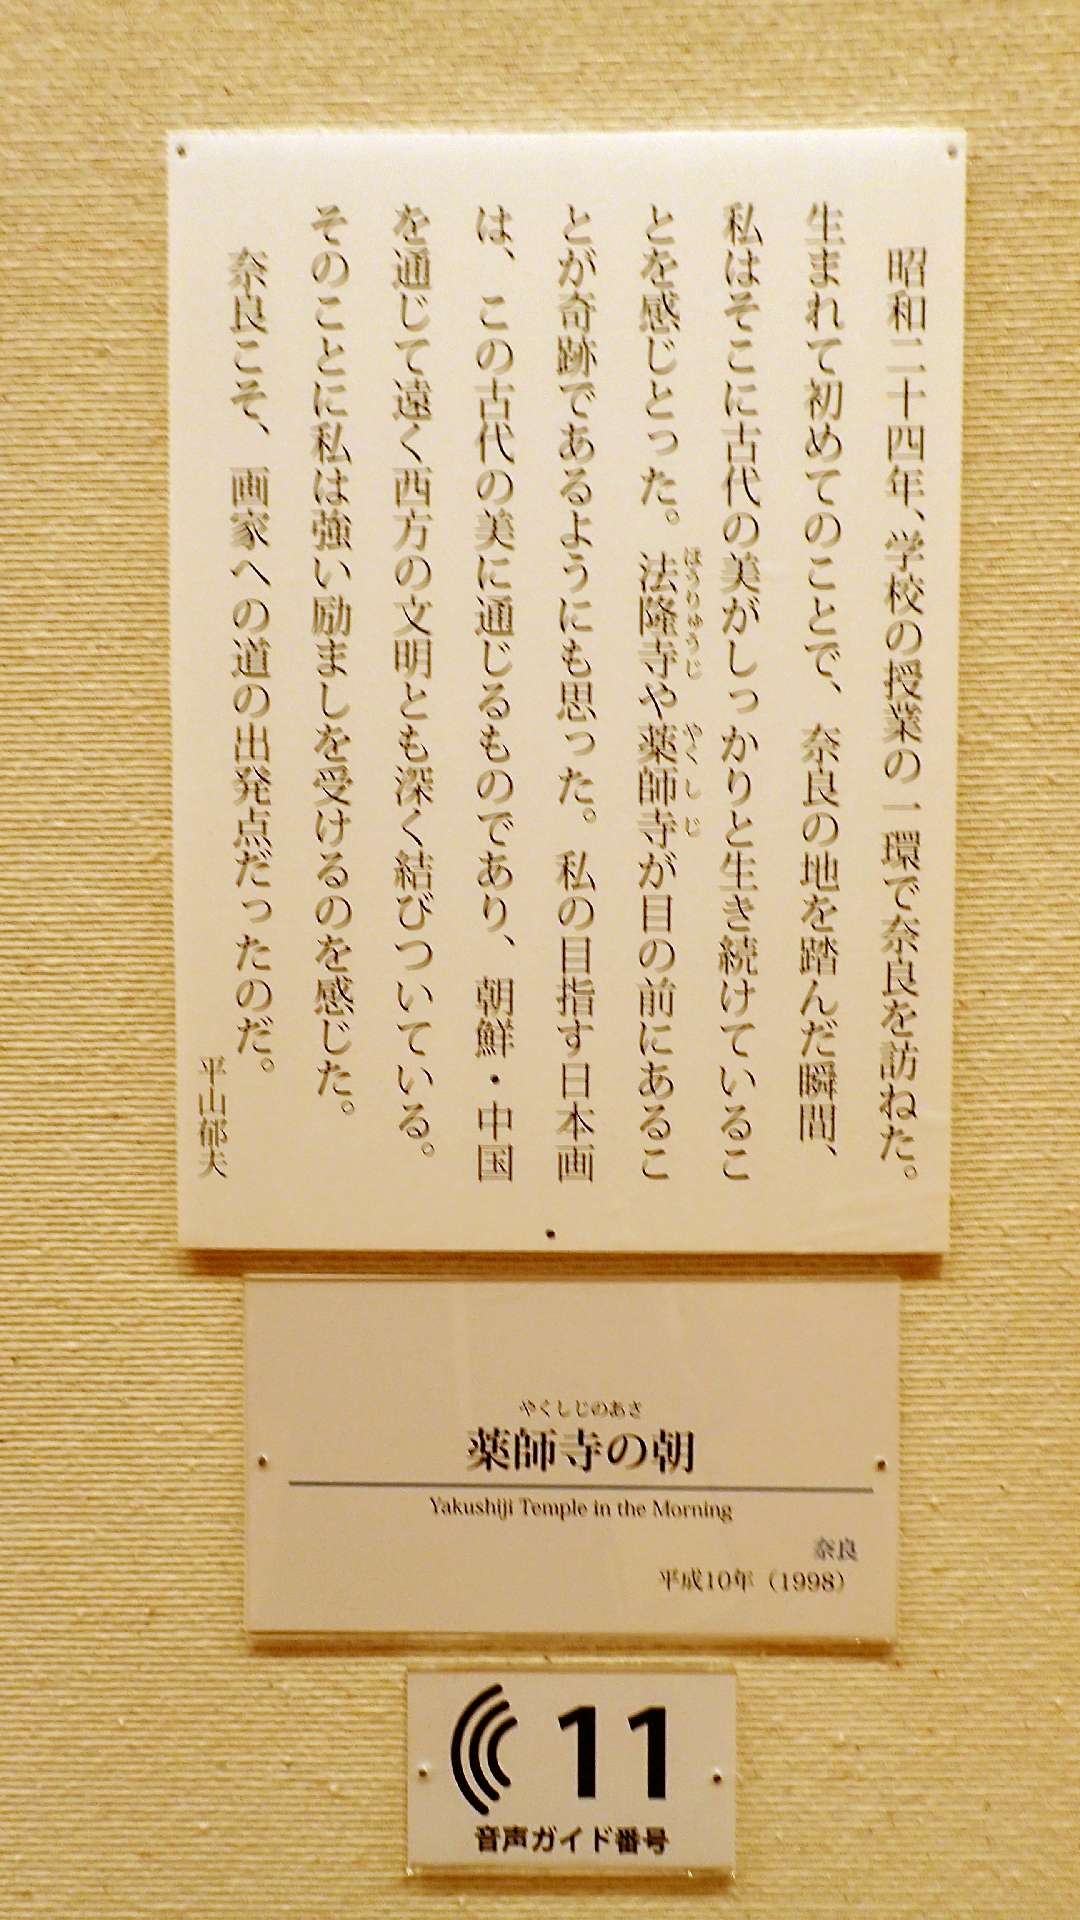 昭和二十四年、学校の授業の一環で奈良を訪ねた。
生まれて初めてのことで、奈良の地を踏んだ瞬間、
私はそこに古代の美がしっかりと生き続けているこ
とを感じとった。法隆寺や薬師寺が目の前にあるこ
ほうりゅうじ やくしじ
とが奇跡であるようにも思った。私の目指す日本画
は、この古代の美に通じるものであり、朝鮮・中国
を通じて遠く西方の文明とも深く結びついている。
そのことに私は強い励ましを受けるのを感じた。
奈良こそ、画家への道の出発点だったのだ。
平山郁夫
やくしじのあさ
薬師寺の朝
Yakushiji Temple in the Morning
奈良
平成10年（1998）
11
音声ガイド番号